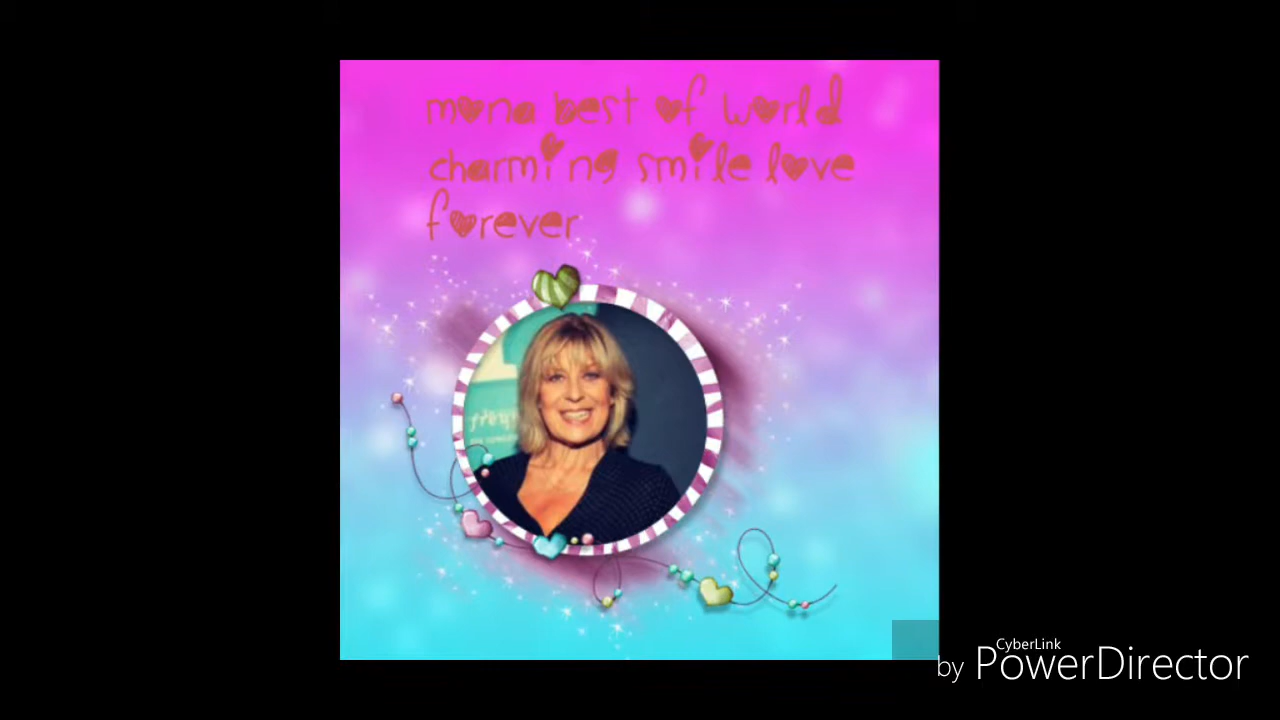 mona best of world
charming smile love
forever
CyberLink
by PowerDirector